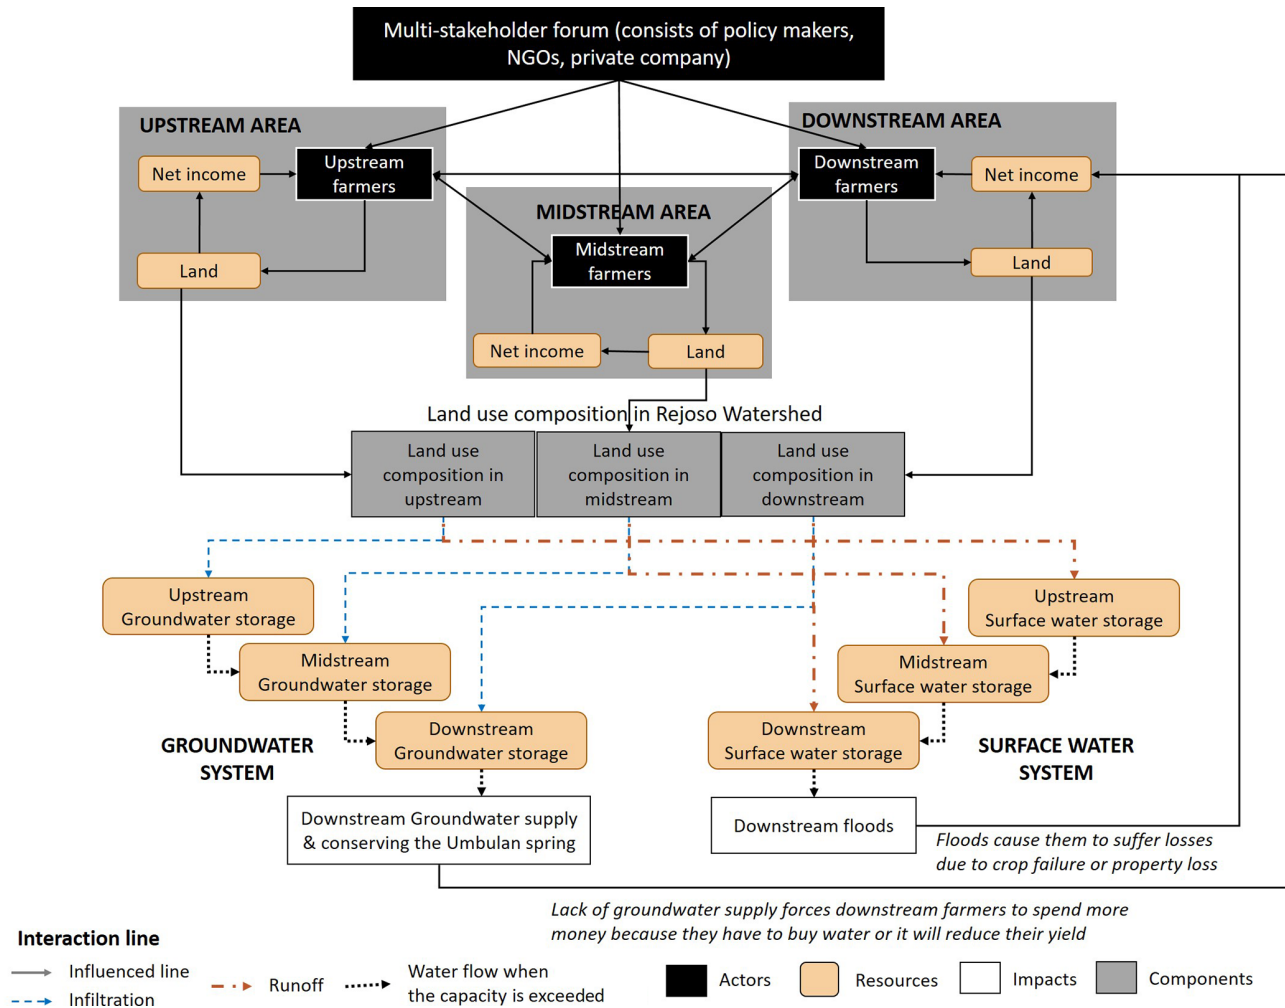 Multi-stakeholder forum (consists of policy makers,
NGOs, private company)
UPSTREAM AREA
Net income
Upstream
farmers
Land
MIDSTREAM AREA
Midstream
farmers
Net income
Land
DOWNSTREAM AREA
Downstream
farmers
Net income
Land
Land use composition in Rejoso Watershed
Land use
composition in
upstream
Land use
composition in
midstream
Land use
composition in
downstream
Upstream
Groundwater storage
Midstream
Groundwater storage
Downstream
Groundwater storage
GROUNDWATER
SYSTEM
Upstream
Surface water storage
Midstream
Surface water storage
Downstream
Surface water storage
SURFACE WATER
SYSTEM
Downstream Groundwater supply
& conserving the Umbulan spring
Downstream floods
Floods cause them to suffer losses
due to crop failure or property loss
Lack of groundwater supply forces downstream farmers to spend more
money because they have to buy water or it will reduce their yield
Interaction line
Influenced line
Infiltration
Runoff
Water flow when
the capacity is exceeded
Actors
Resources
Impacts
Components